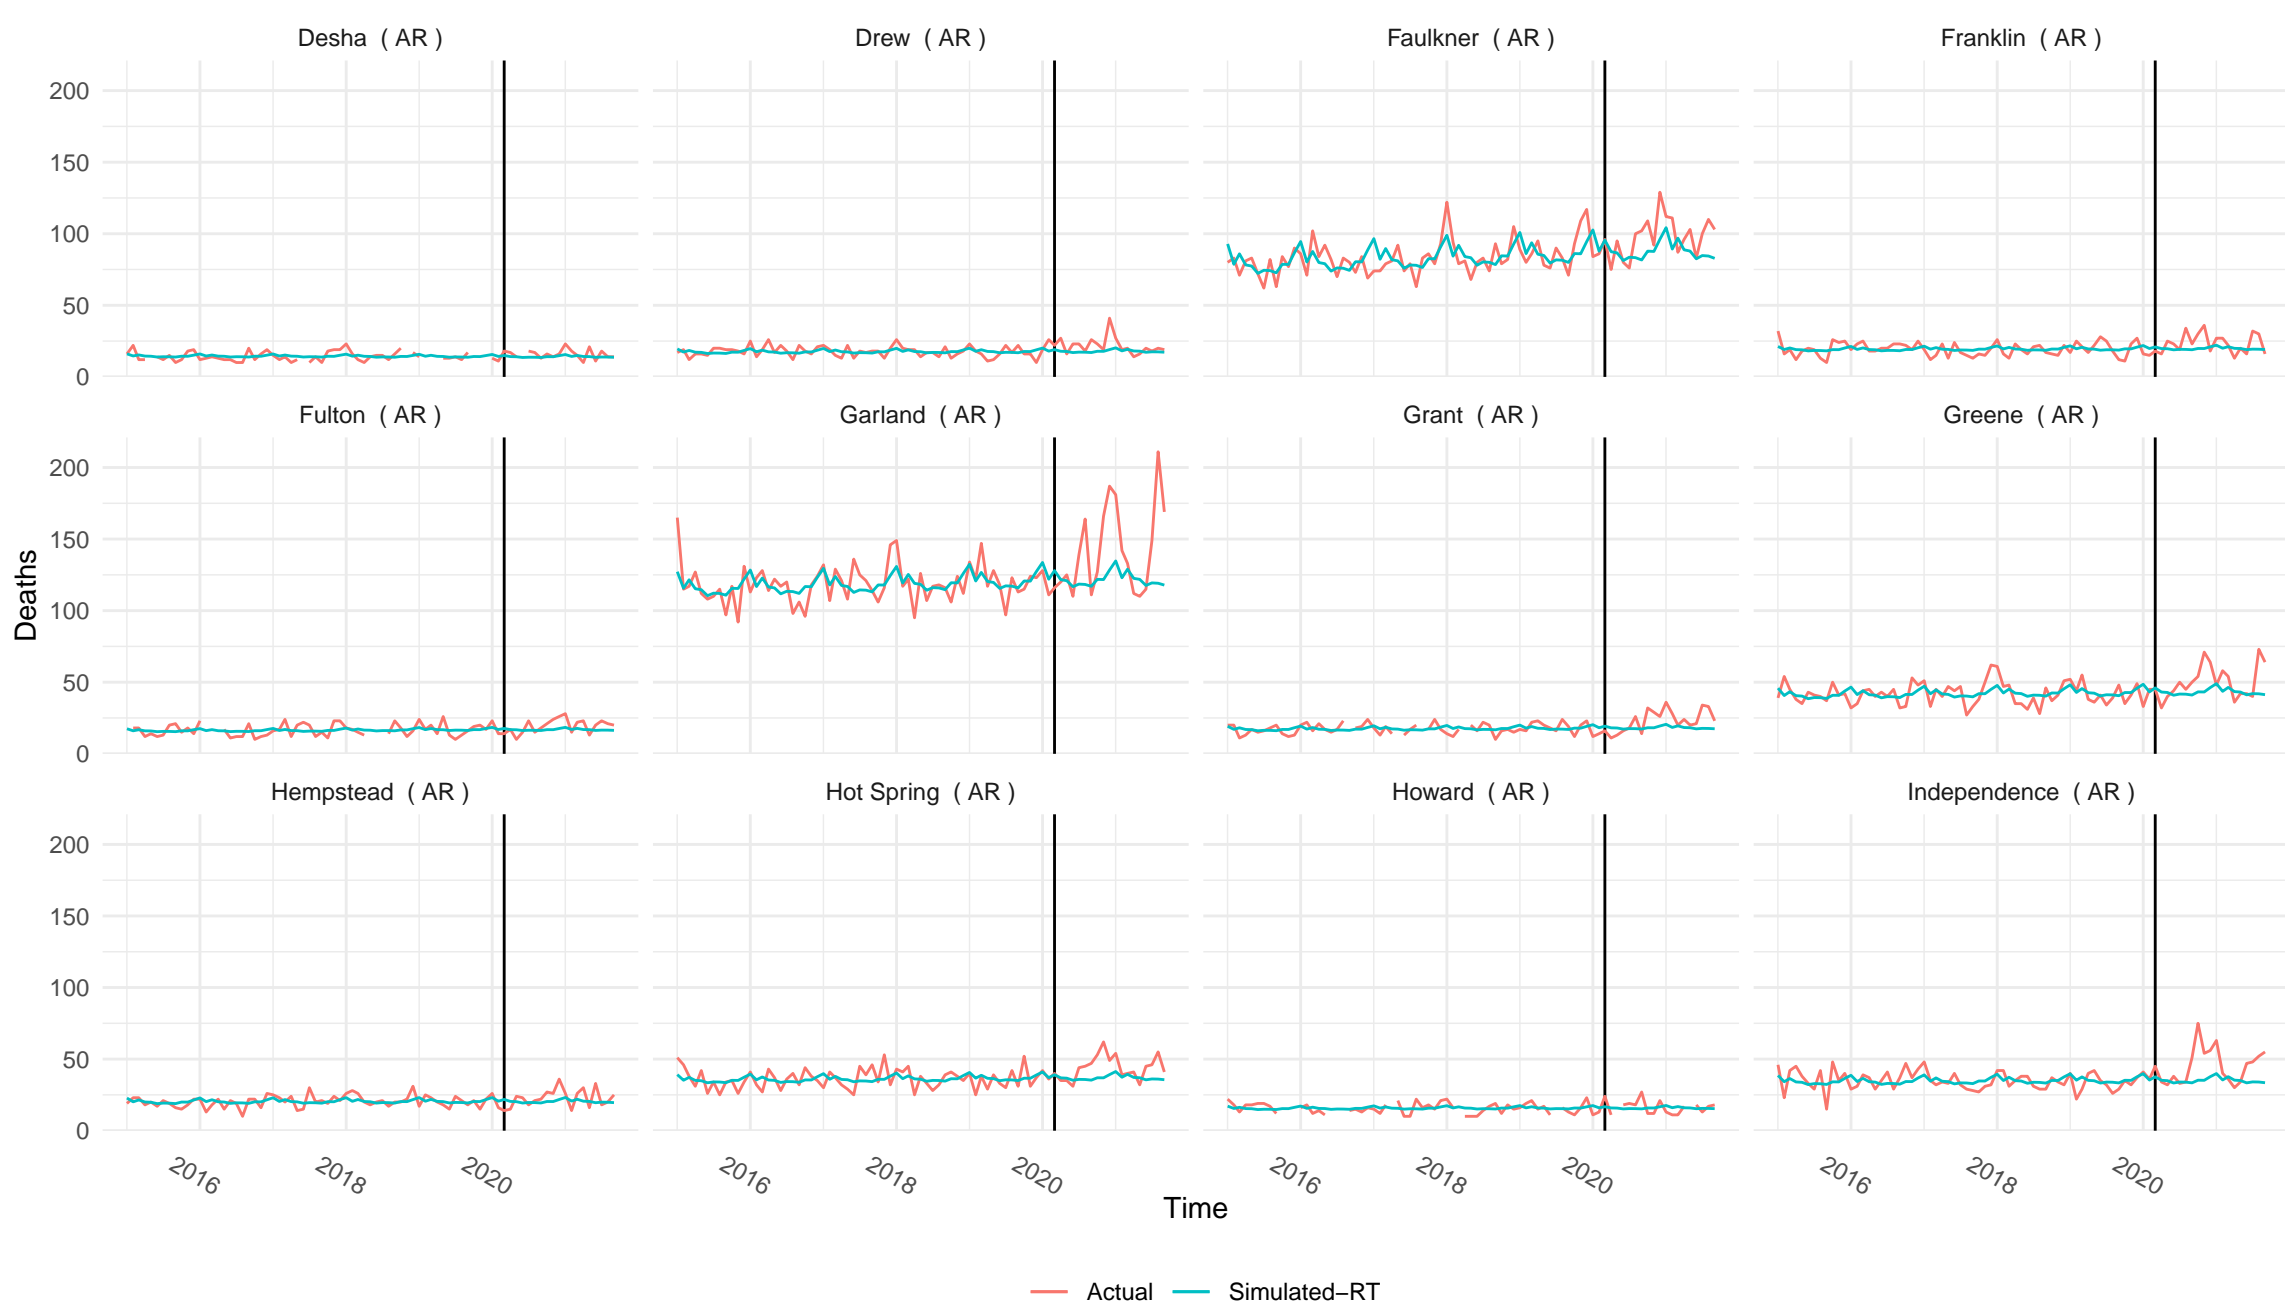 Desha ( AR )
Drew ( AR )
Faulkner ( AR )
Franklin ( AR )
200
150
100
50
0
Fulton ( AR )
Garland ( AR )
Grant ( AR )
Greene ( AR )
200
150
100
50
0
Hempstead ( AR )
Hot Spring ( AR )
Howard ( AR )
Independence ( AR )
200
150
100
50
0
Deaths
2016
2018
2020
2016
2018
2020
2016
2018
2020
2016
2018
2020
Time
Actual
Simulated−RT